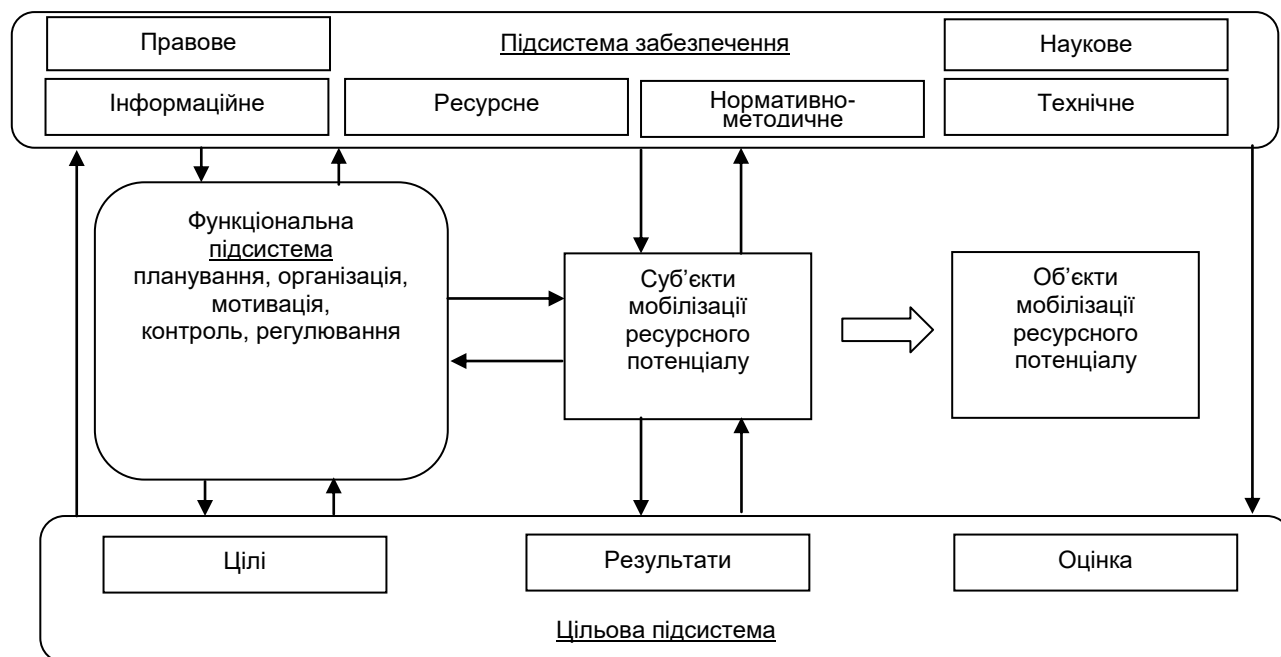 Правове
Підсистема забезпечення
Наукове
Інформаційне
Ресурсне
Нормативно-
методичне
Технічне
Функціональна
підсистема
планування, організація,
мотивація,
контроль, регулювання
Суб’єкти
мобілізації
ресурсного
потенціалу
Об’єкти
мобілізації
ресурсного
потенціалу
Цілі
Результати
Оцінка
Цільова підсистема